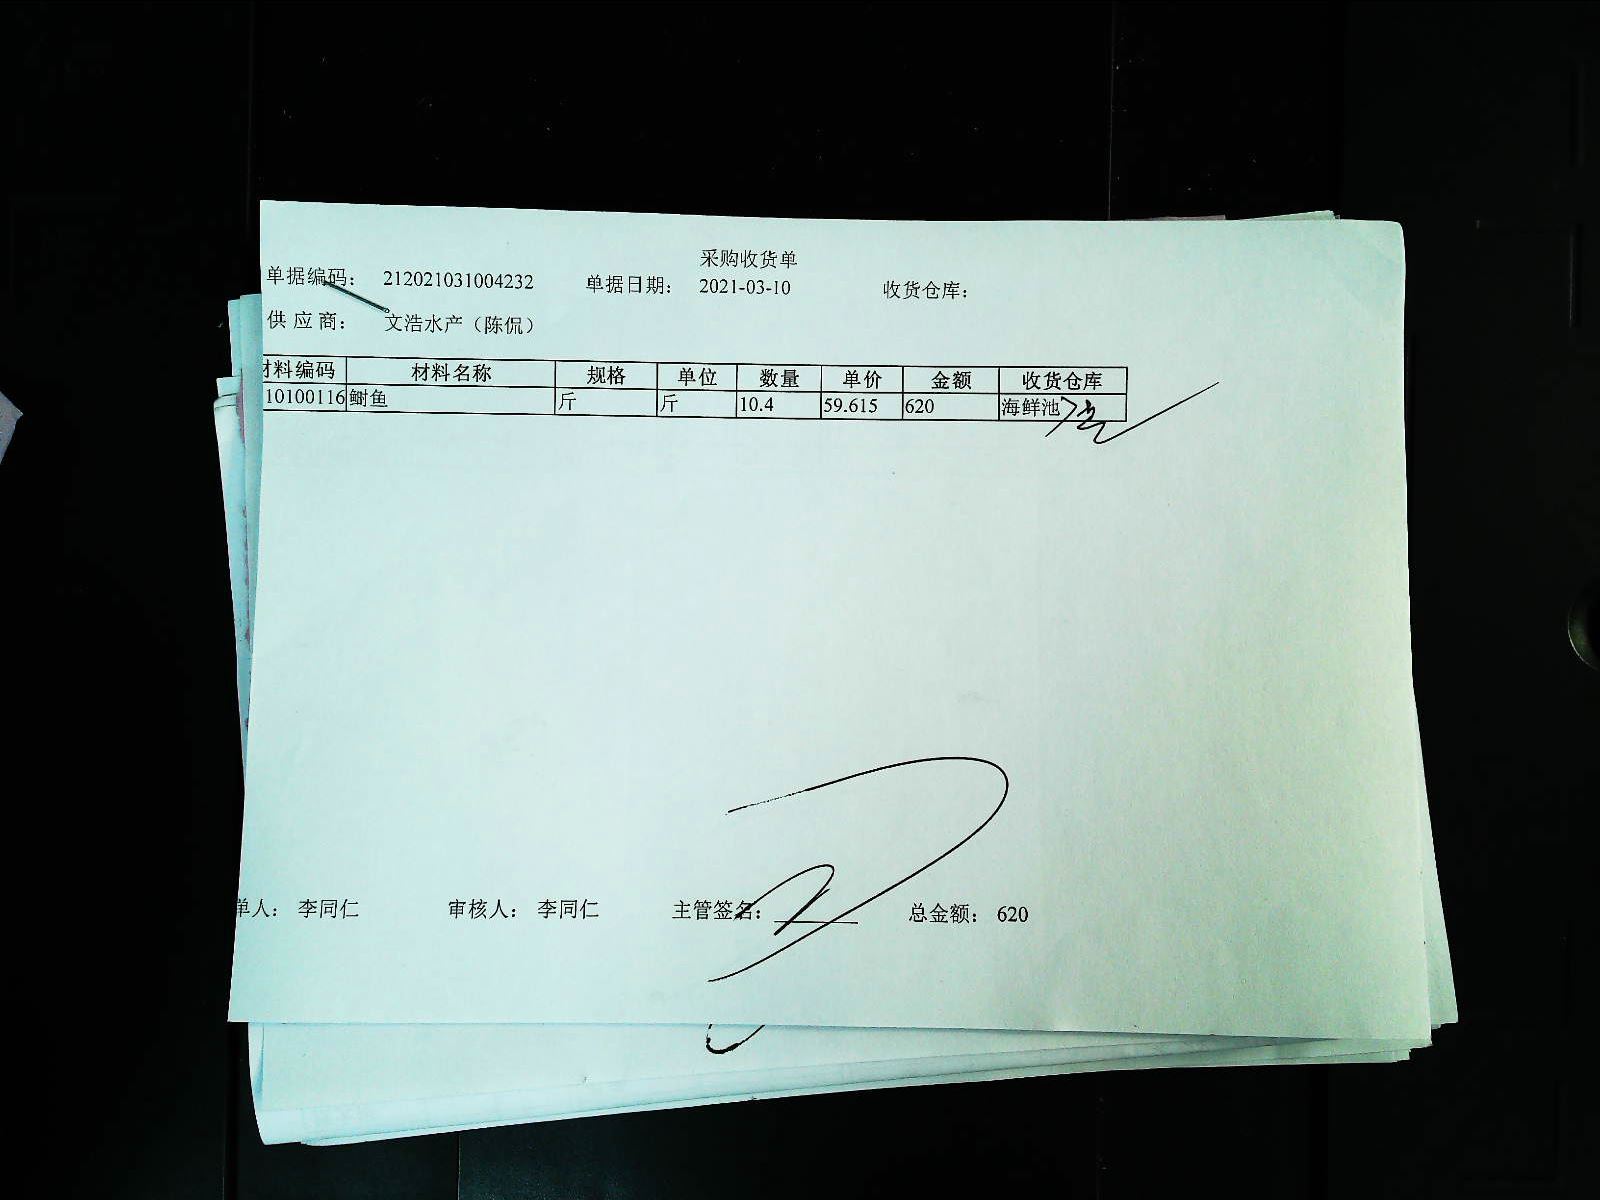 采购收货单
单据编码: 212021031004232 单据日期: 2021-03-10 收货仓库:
供应商: 文浩水产（陈侃）
材料编码 材料名称 规格 单位 数量 单价 金额 收货仓库
10100116 鲥鱼 斤 斤 10.4 59.615 620 海鲜池
单人: 李同仁 审核人: 李同仁 主管签名: 总金额: 620